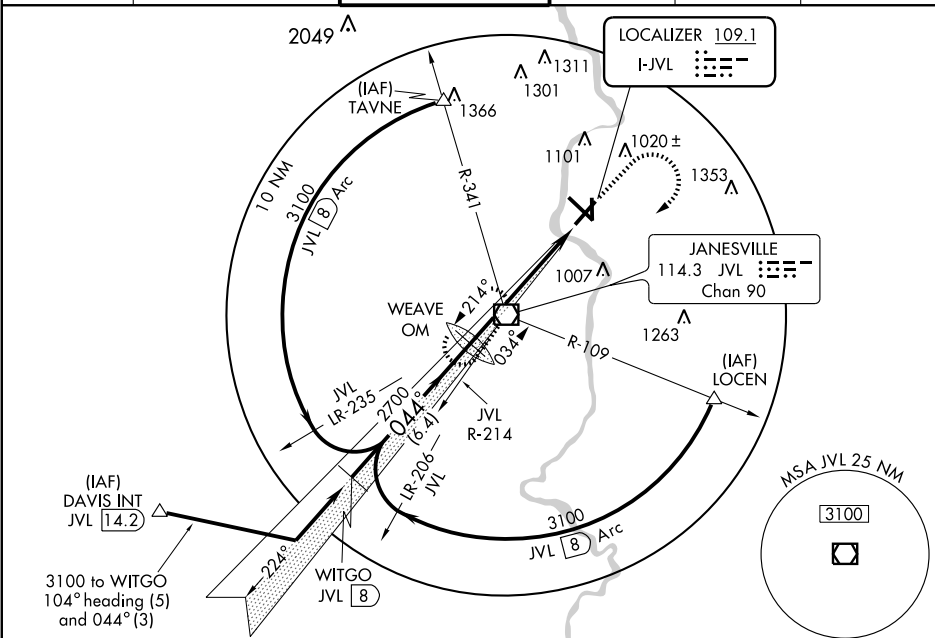 2049
LOCALIZER 109.1
I-JVL
1311
1301
(IAF)
TAVNE
1366
1101
1020 ±
1353
10 NM
3100
JVL 8 Arc
R-341
JANESVILLE
114.3 JVL
Chan 90
1007
WEAVE
OM
214°
034°
1263
R-109
(IAF)
LOCEN
JVL
LR-235
2700
044°
(6.4)
JVL
R-214
LR-206
JVL
MSA JVL 25 NM
3100
(IAF)
DAVIS INT
JVL 14.2
3100
JVL 8 Arc
224°
WITGO
JVL 8
3100 to WITGO
104° heading (5)
and 044° (3)